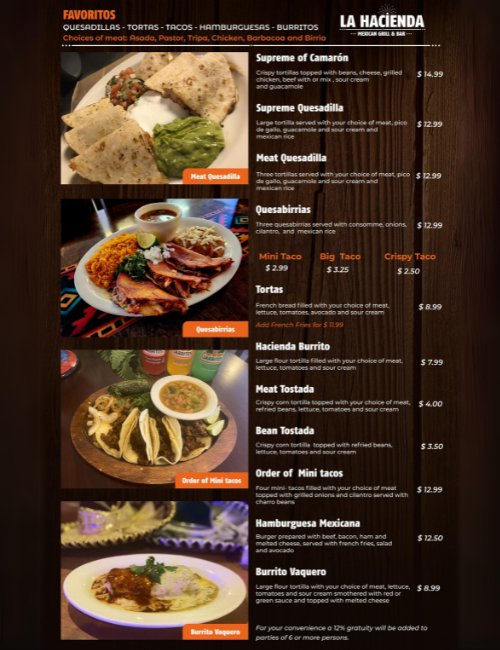 FAVORITOS
QUESADILLAS - TORTAS - TACOS - HAMBURGUESAS - BURRITOS
Choices of meat: Asada, Pastor, Tripa, Chicken, Barbacoa and Birria
LA HACIENDA
MEXICAN GRILL & BAR
Meat Quesadilla
Supreme of Camarón
Crispy tortillas topped with beans, cheese, grilled
chicken, beef with or mix , sour cream
and guacamole
$ 14.99
Supreme Quesadilla
Large tortilla served with your choice of meat, pico
de gallo, guacamole and sour cream and
mexican rice
$ 12.99
Meat Quesadilla
Three tortillas served with your choice of meat, pico
de gallo, guacamole and sour cream and
mexican rice
$ 12.99
Quesabirrias
Quesabirrias
Three quesabirrias served with consomme, onions,
cilantro, and mexican rice
$ 12.99
Mini Taco
$ 2.99
Big Taco
$ 3.25
Crispy Taco
$ 2.50
Tortas
French bread filled with your choice of meat,
lettuce, tomatoes, avocado and sour cream
$ 8.99
Add French Fries for $ 11.99
Hacienda Burrito
Large flour tortilla filled with your choice of meat,
lettuce, tomatoes and sour cream
$ 7.99
Order of Mini tacos
Meat Tostada
Crispy corn tortilla topped with your choice of meat,
refried beans, lettuce, tomatoes and sour cream
$ 4.00
Bean Tostada
Crispy corn tortilla topped with refried beans,
lettuce, tomatoes and sour cream
$ 3.50
Order of Mini tacos
Four mini- tacos filled with your choice of meat
topped with grilled onions and cilantro served with
charro beans
$ 12.99
Burrito Vaquero
Hamburguesa Mexicana
Burger prepared with beef, bacon, ham and
melted cheese, served with french fries, salad
and avocado
$ 12.50
Burrito Vaquero
Large flour tortilla with your choice of meat, lettuce,
tomatoes and sour cream smothered with red or
green sauce and topped with melted cheese
$ 8.99
For your convenience a 12% gratuity will be added to
parties of 6 or more persons.